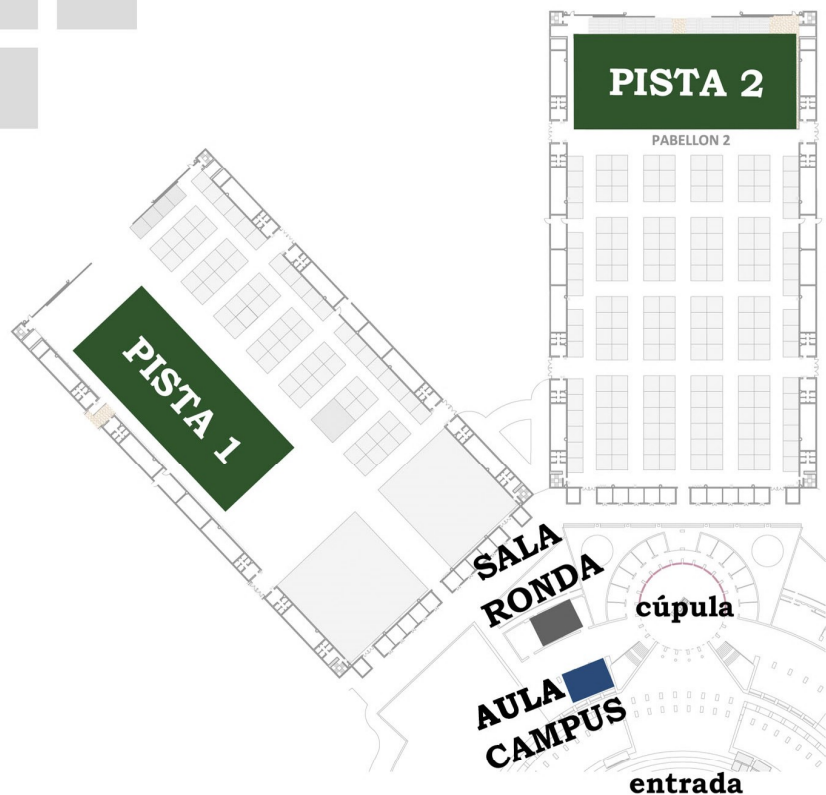 PISTA 2
PABELLON 2
PISTA 1
SALA
RONDA
cúpula
AULA
CAMPUS
entrada